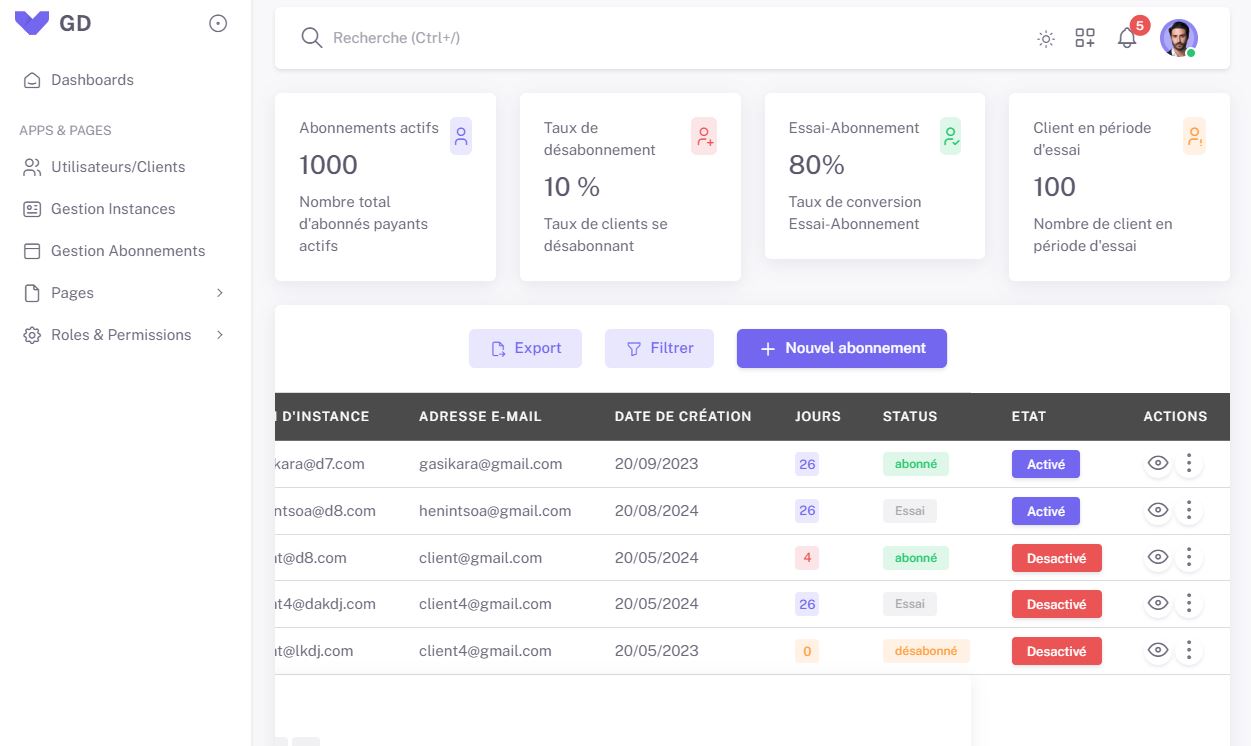 GD
Recherche (Ctrl+/)
5
Dashboards
APPS & PAGES
Utilisateurs/Clients
Gestion Instances
Gestion Abonnements
Pages
Roles & Permissions
Abonnements actifs
1000
Nombre total
d'abonnés payants
actifs
Taux de
désabonnement
10 %
Taux de clients se
désabonnant
Essai-Abonnement
80%
Taux de conversion
Essai-Abonnement
Client en période
d'essai
100
Nombre de client en
période d'essai
Export Filtrer Nouvel abonnement
D'INSTANCE ADRESSE E-MAIL DATE DE CRÉATION JOURS STATUS ETAT ACTIONS
kara@d7.com gasikara@gmail.com 20/09/2023 26 abonné Activé
ntsoa@d8.com henintsoa@gmail.com 20/08/2024 26 Essai Activé
t@d8.com client@gmail.com 20/05/2024 4 abonné Desactivé
t4@dakdj.com client4@gmail.com 20/05/2024 26 Essai Desactivé
t@lkdj.com client4@gmail.com 20/05/2023 0 désabonné Desactivé